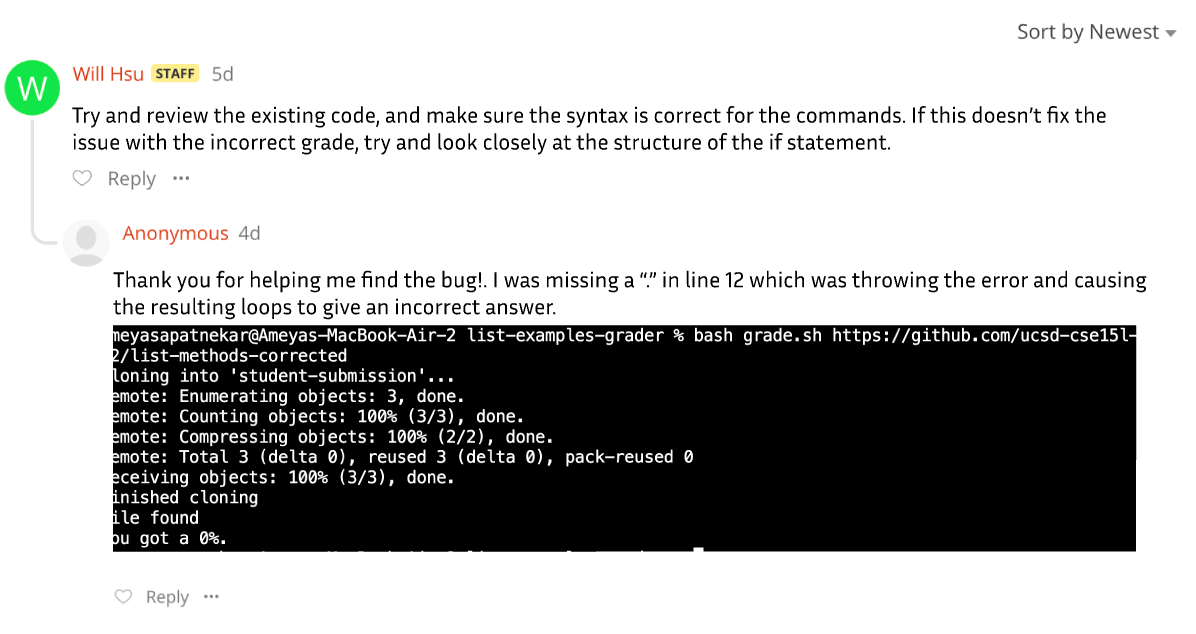 Sort by Newest
W
Will Hsu STAFF 5d
Try and review the existing code, and make sure the syntax is correct for the commands. If this doesn’t fix the
issue with the incorrect grade, try and look closely at the structure of the if statement.
Reply ···
Anonymous 4d
Thank you for helping me find the bug!. I was missing a “.” in line 12 which was throwing the error and causing
the resulting loops to give an incorrect answer.
meyasapatnekar@Ameyas-MacBook-Air-2 list-examples-grader % bash grade.sh https://github.com/ucsd-cse15l-
2/list-methods-corrected
loning into 'student-submission'...
emote: Enumerating objects: 3, done.
emote: Counting objects: 100% (3/3), done.
emote: Compressing objects: 100% (2/2), done.
emote: Total 3 (delta 0), reused 3 (delta 0), pack-reused 0
eceiving objects: 100% (3/3), done.
inished cloning
ile found
ou got a 0%.
Reply ···